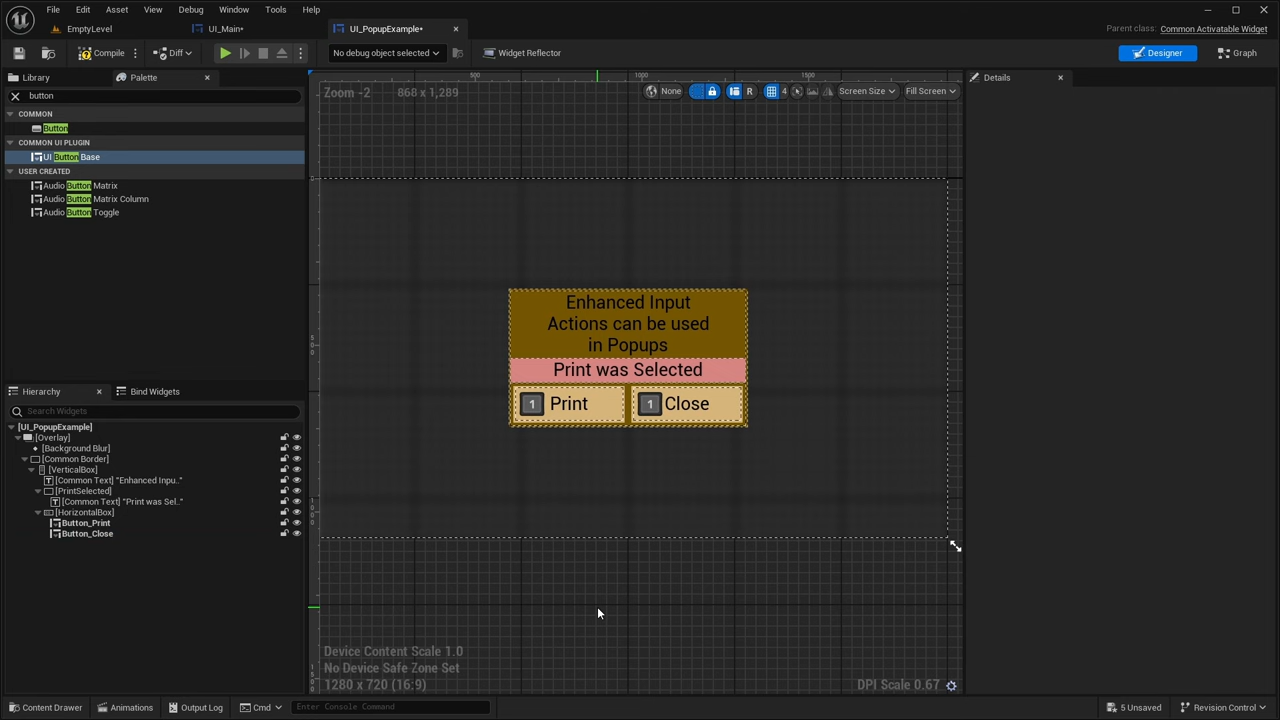 File Edit Asset View Debug Window Tools Help
EmptyLevel UI_Main* UI_PopupExample* Parent class: Common Activatable Widget
Compile Diff No debug object selected Widget Reflector Designer Graph
Library Palette Details
button
COMMON
Button
COMMON UI PLUGIN
UI Button Base
USER CREATED
Audio Button Matrix
Audio Button Matrix Column
Audio Button Toggle
500 1000 1500
Zoom -2 868 x 1,289 None R 4 Screen Size Fill Screen
0
500
1000
Enhanced Input
Actions can be used
in Popups
Print was Selected
1 Print 1 Close
Hierarchy Bind Widgets
Search Widgets
[UI_PopupExample]
[Overlay]
[Background Blur]
[Common Border]
[VerticalBox]
[Common Text] "Enhanced Inpu.."
[PrintSelected]
[Common Text] "Print was Sel.."
[HorizontalBox]
Button_Print
Button_Close
Device Content Scale 1.0
No Device Safe Zone Set
1280 x 720 (16:9) DPI Scale 0.67
Content Drawer Animations Output Log Cmd Enter Console Command 5 Unsaved Revision Control